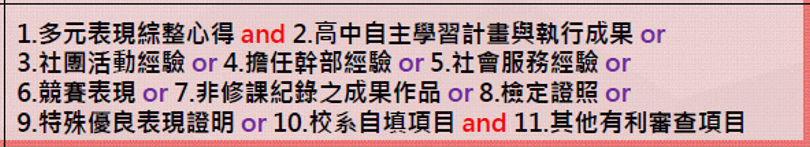 1.多元表現綜整心得 and 2.高中自主學習計畫與執行成果 or
3.社團活動經驗 or 4.擔任幹部經驗 or 5.社會服務經驗 or
6.競賽表現 or 7.非修課紀錄之成果作品 or 8.檢定證照 or
9.特殊優良表現證明 or 10.校系自填項目 and 11.其他有利審查項目